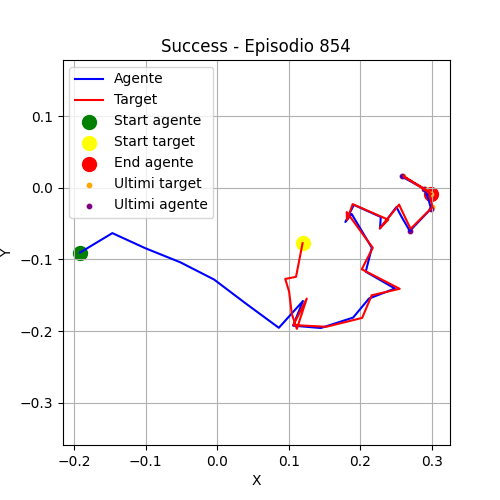 Success - Episodio 854
Agente
Target
Start agente
Start target
End agente
Ultimi target
Ultimi agente
0.1
0.0
−0.1
−0.2
−0.3
Y
−0.2 −0.1 0.0 0.1 0.2 0.3
X